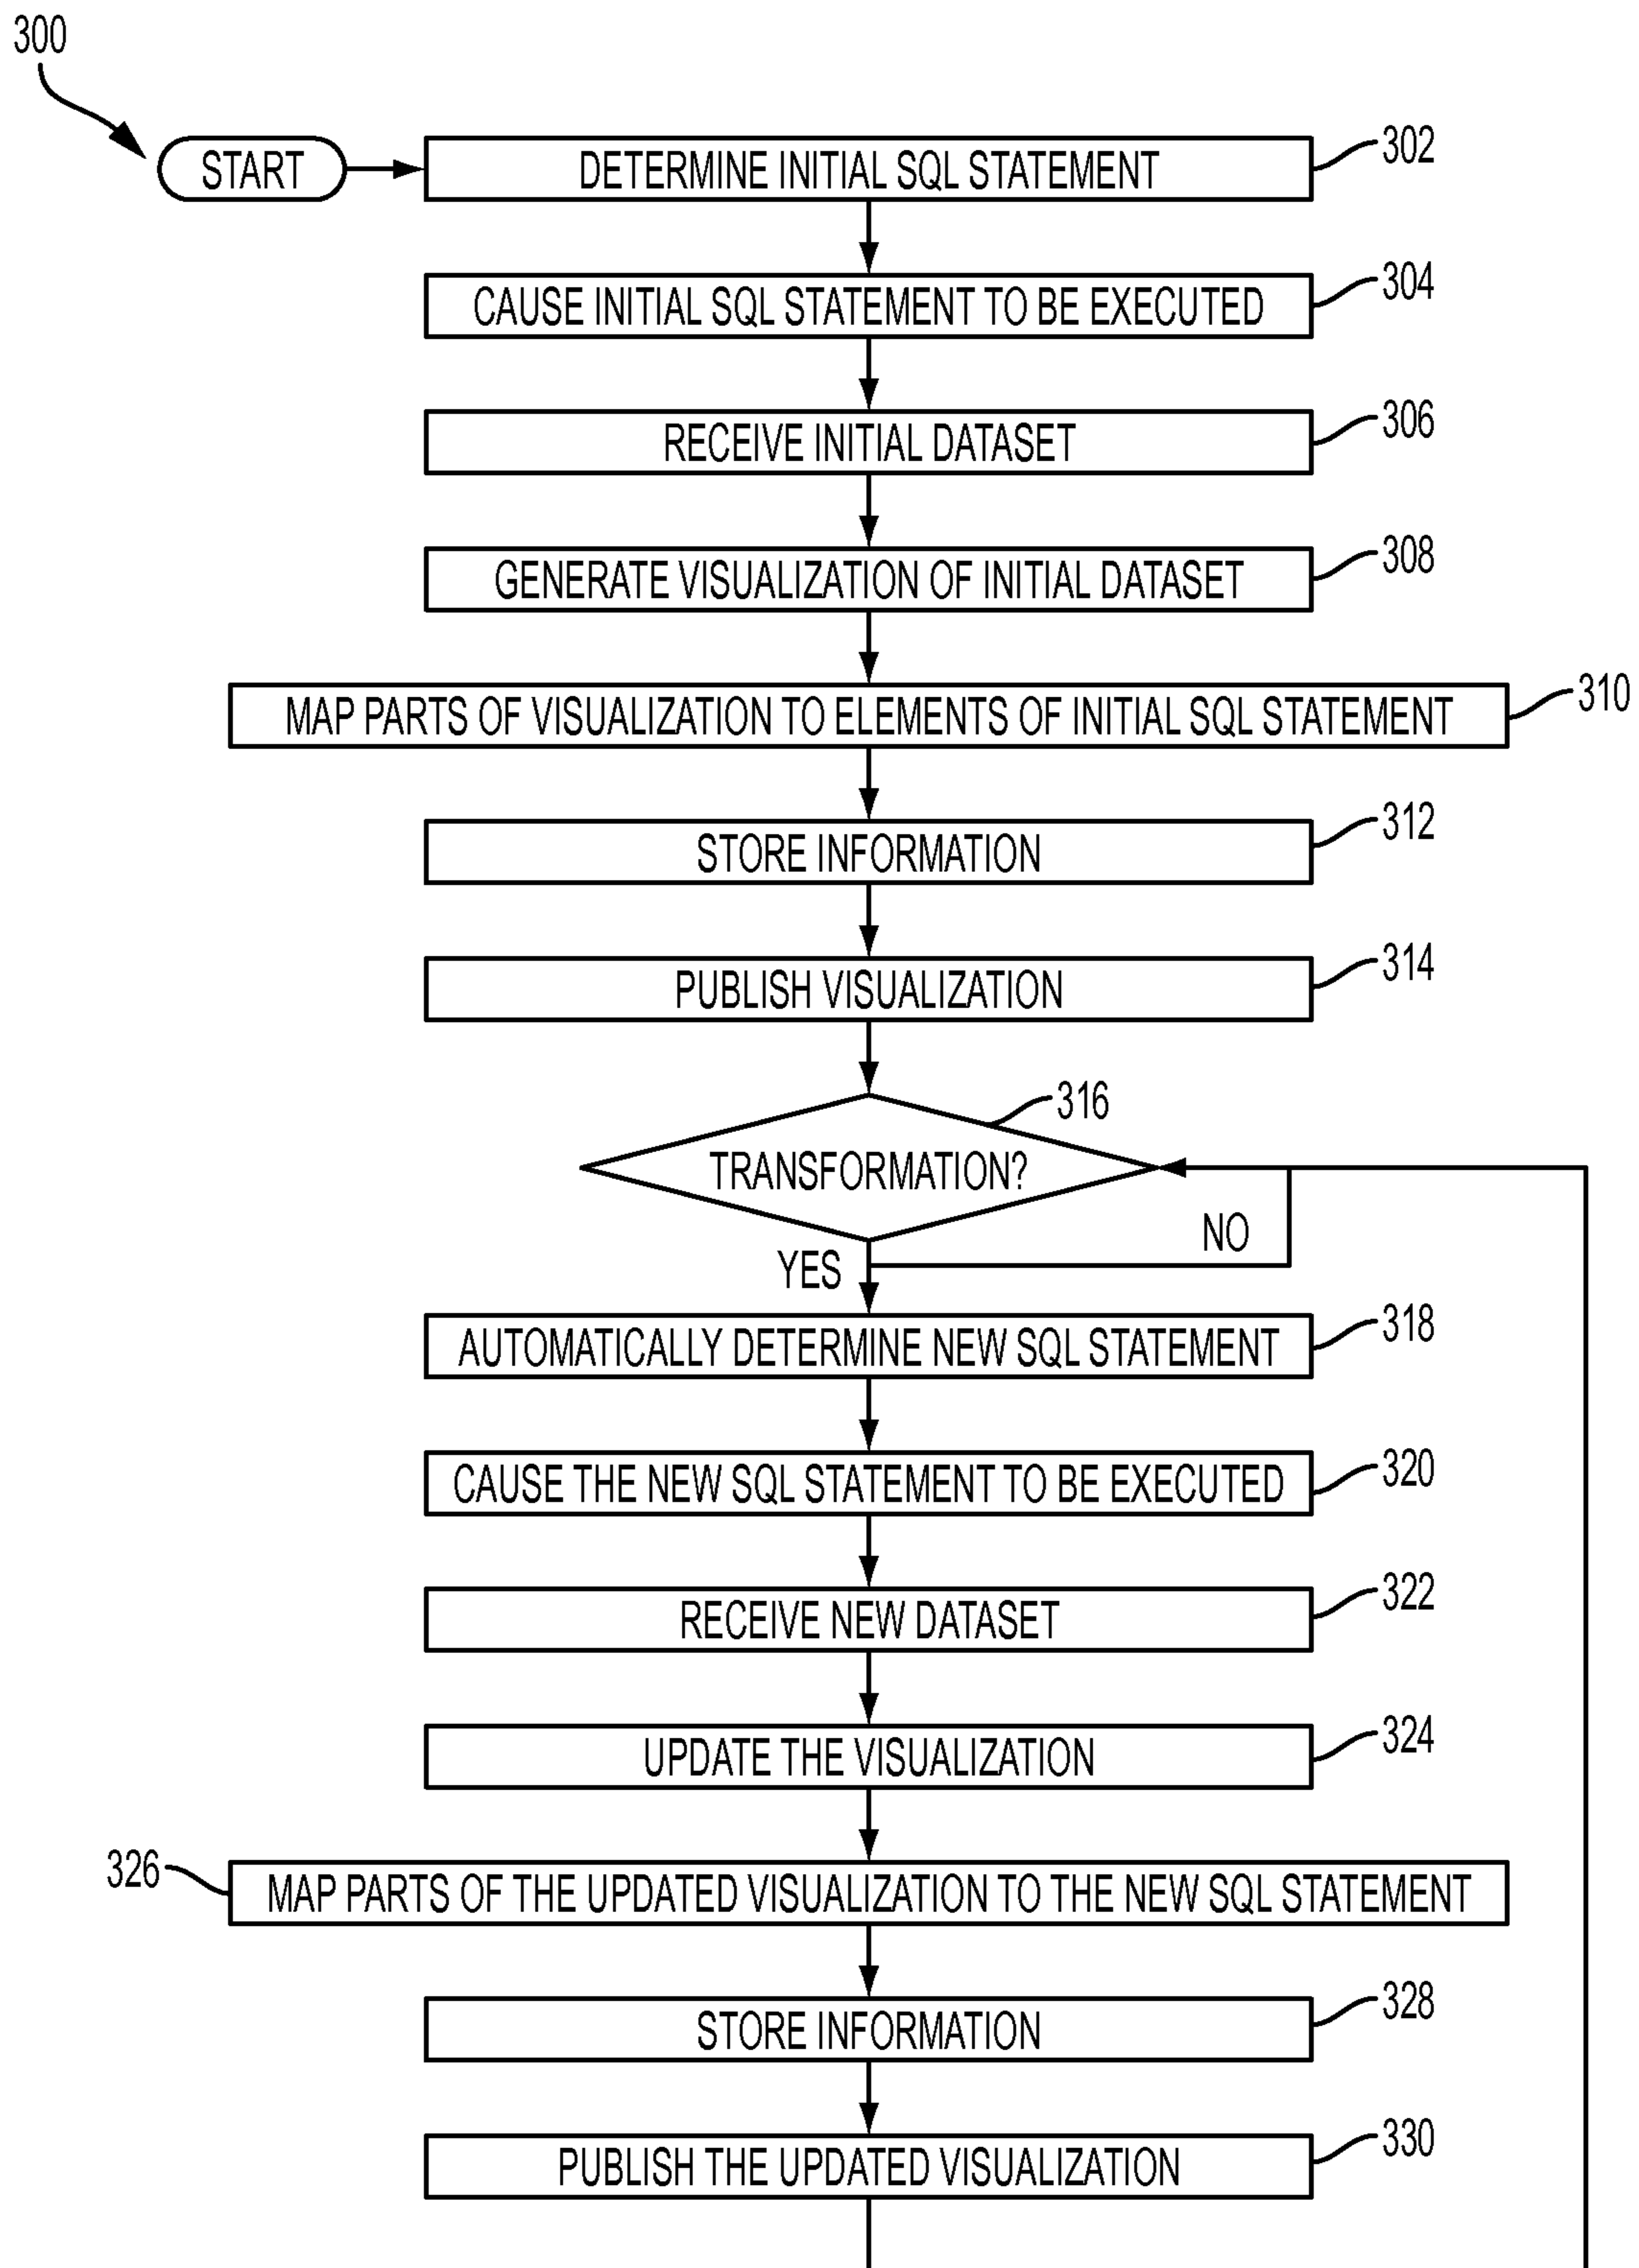 300
START
DETERMINE INITIAL SQL STATEMENT
302
CAUSE INITIAL SQL STATEMENT TO BE EXECUTED
304
RECEIVE INITIAL DATASET
306
GENERATE VISUALIZATION OF INITIAL DATASET
308
MAP PARTS OF VISUALIZATION TO ELEMENTS OF INITIAL SQL STATEMENT
310
STORE INFORMATION
312
PUBLISH VISUALIZATION
314
TRANSFORMATION?
316
NO
YES
AUTOMATICALLY DETERMINE NEW SQL STATEMENT
318
CAUSE THE NEW SQL STATEMENT TO BE EXECUTED
320
RECEIVE NEW DATASET
322
UPDATE THE VISUALIZATION
324
326
MAP PARTS OF THE UPDATED VISUALIZATION TO THE NEW SQL STATEMENT
STORE INFORMATION
328
PUBLISH THE UPDATED VISUALIZATION
330